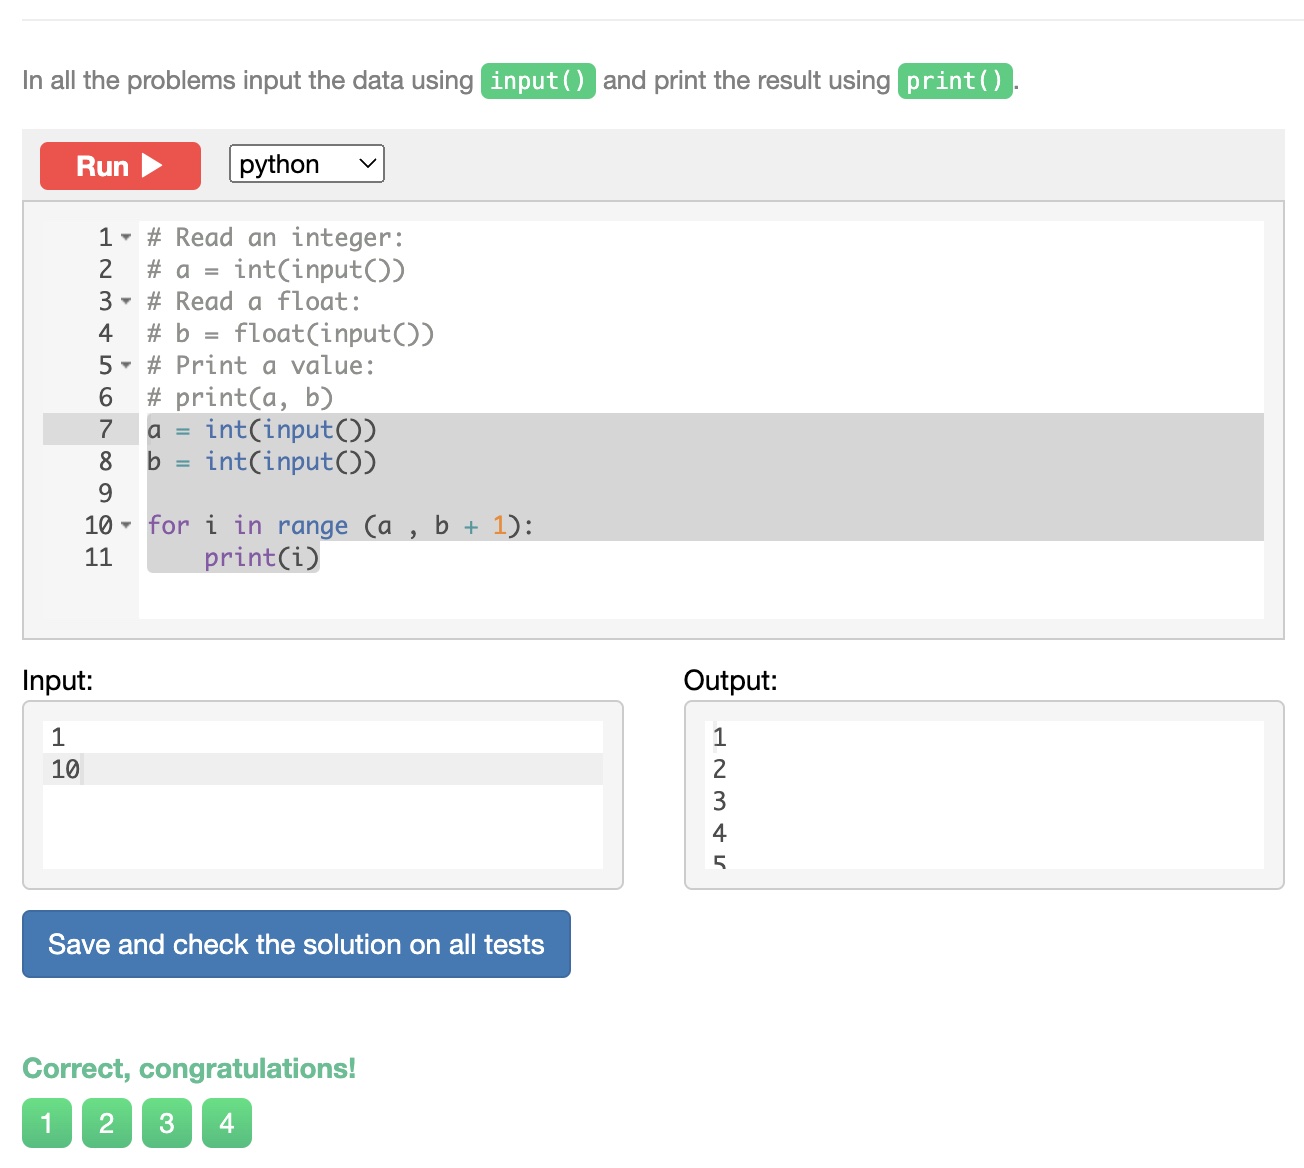 In all the problems input the data using input() and print the result using print().
Run
python
1 # Read an integer:
2 # a = int(input())
3 # Read a float:
4 # b = float(input())
5 # Print a value:
6 # print(a, b)
7 a = int(input())
8 b = int(input())
9
10 for i in range (a , b + 1):
11     print(i)
Input:
1
10
Output:
1
2
3
4
5
Save and check the solution on all tests
Correct, congratulations!
1 2 3 4